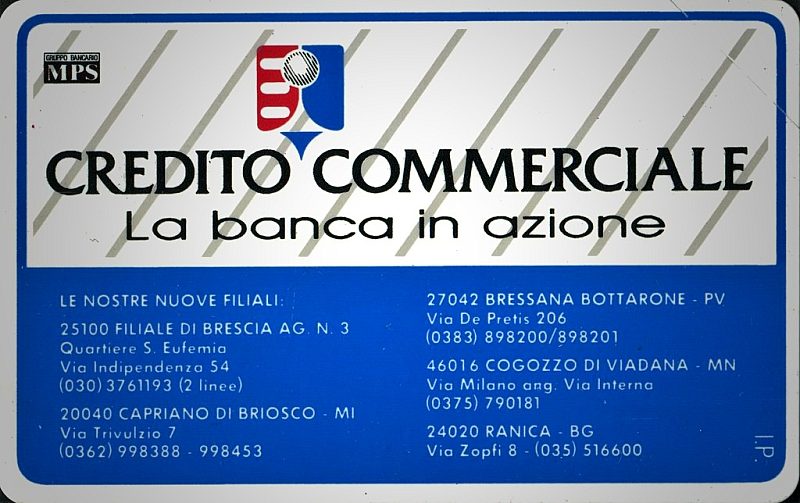 GRUPPO BANCARIO
MPS
CREDITO COMMERCIALE
La banca in azione
LE NOSTRE NUOVE FILIALI:
25100 FILIALE DI BRESCIA AG. N. 3
Quartiere S. Eufemia
Via Indipendenza 54
(030) 3761193 (2 linee)
20040 CAPRIANO DI BRIOSCO - MI
Via Trivulzio 7
(0362) 998388 - 998453
27042 BRESSANA BOTTARONE - PV
Via De Pretis 206
(0383) 898200/898201
46016 COGOZZO DI VIADANA - MN
Via Milano ang. Via Interna
(0375) 790181
24020 RANICA - BG
Via Zopfi 8 - (035) 516600
I.P.